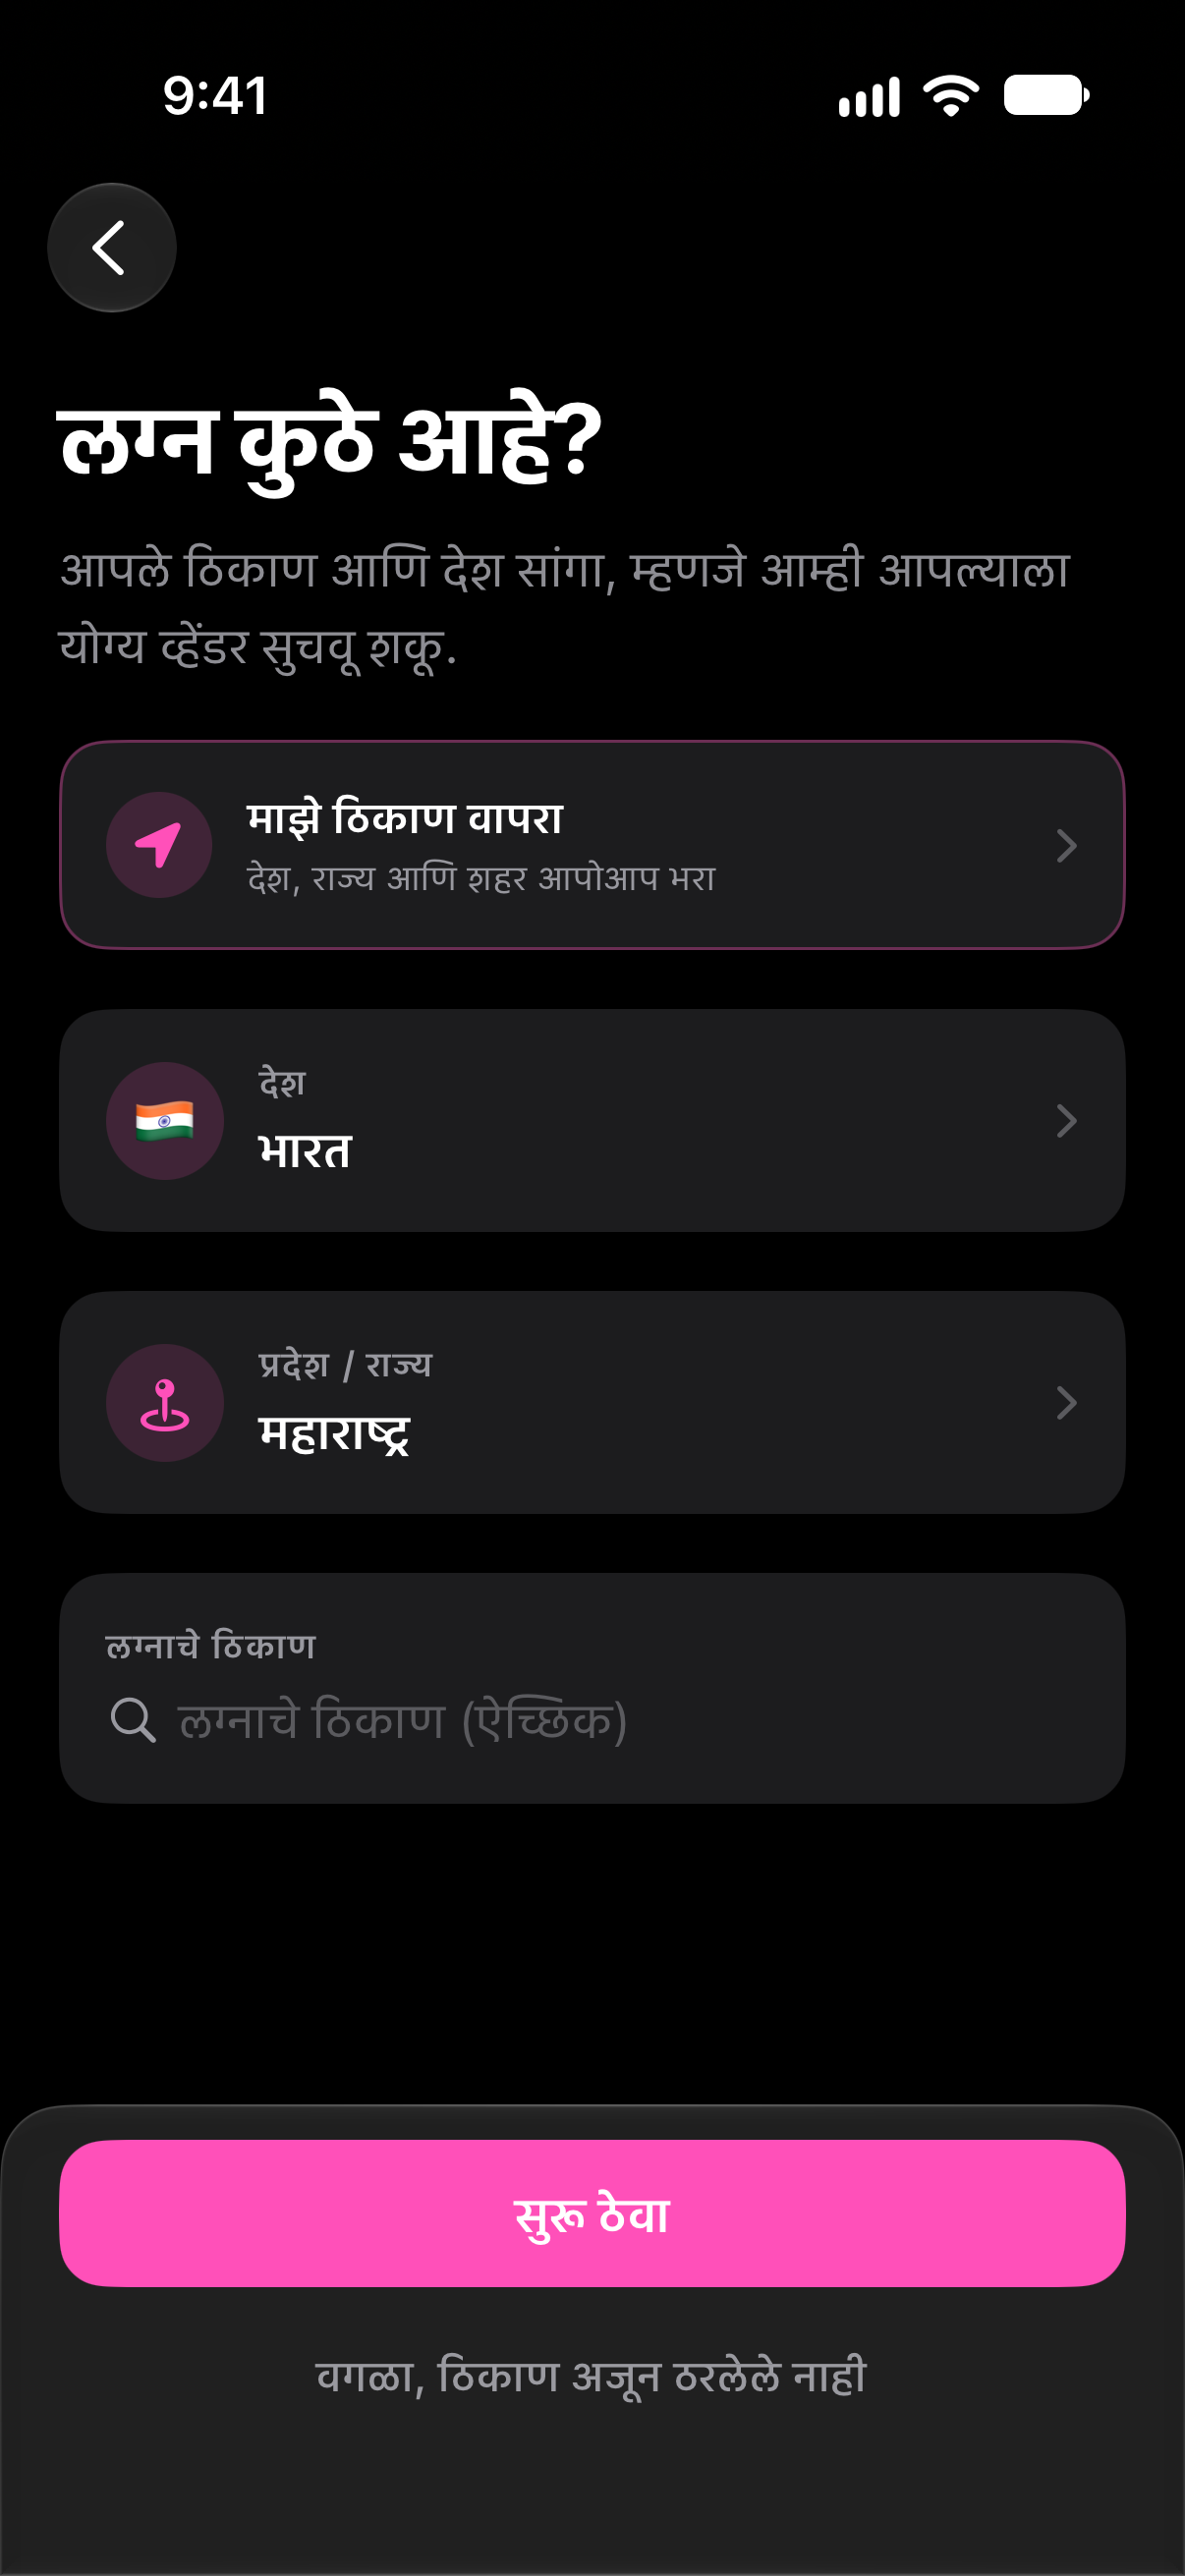 9:41
लग्न कुठे आहे?
आपले ठिकाण आणि देश सांगा, म्हणजे आम्ही आपल्याला
योग्य व्हेंडर सुचवू शकू.
माझे ठिकाण वापरा
देश, राज्य आणि शहर आपोआप भरा
देश
भारत
प्रदेश / राज्य
महाराष्ट्र
लग्नाचे ठिकाण
लग्नाचे ठिकाण (ऐच्छिक)
सुरू ठेवा
वगळा, ठिकाण अजून ठरलेले नाही